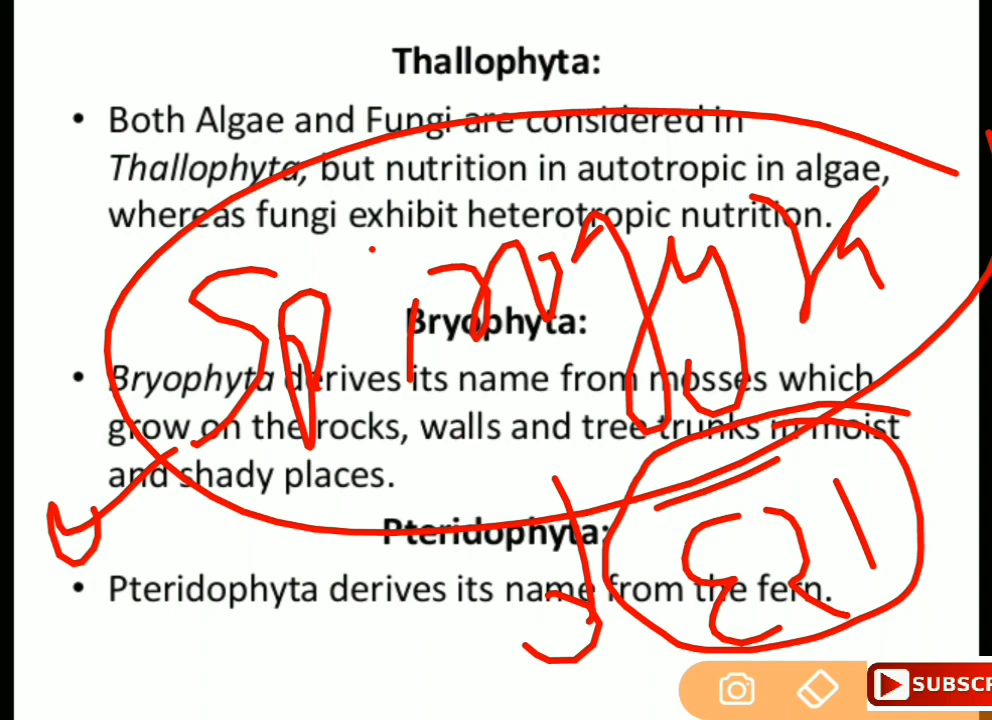 Thallophyta:
• Both Algae and Fungi are considered in
Thallophyta, but nutrition in autotropic in algae,
whereas fungi exhibit heterotropic nutrition.
Bryophyta:
• Bryophyta derives its name from mosses which
grow on the rocks, walls and tree trunks in moist
and shady places.
Pteridophyta:
• Pteridophyta derives its name from the fern.
SUBSCR